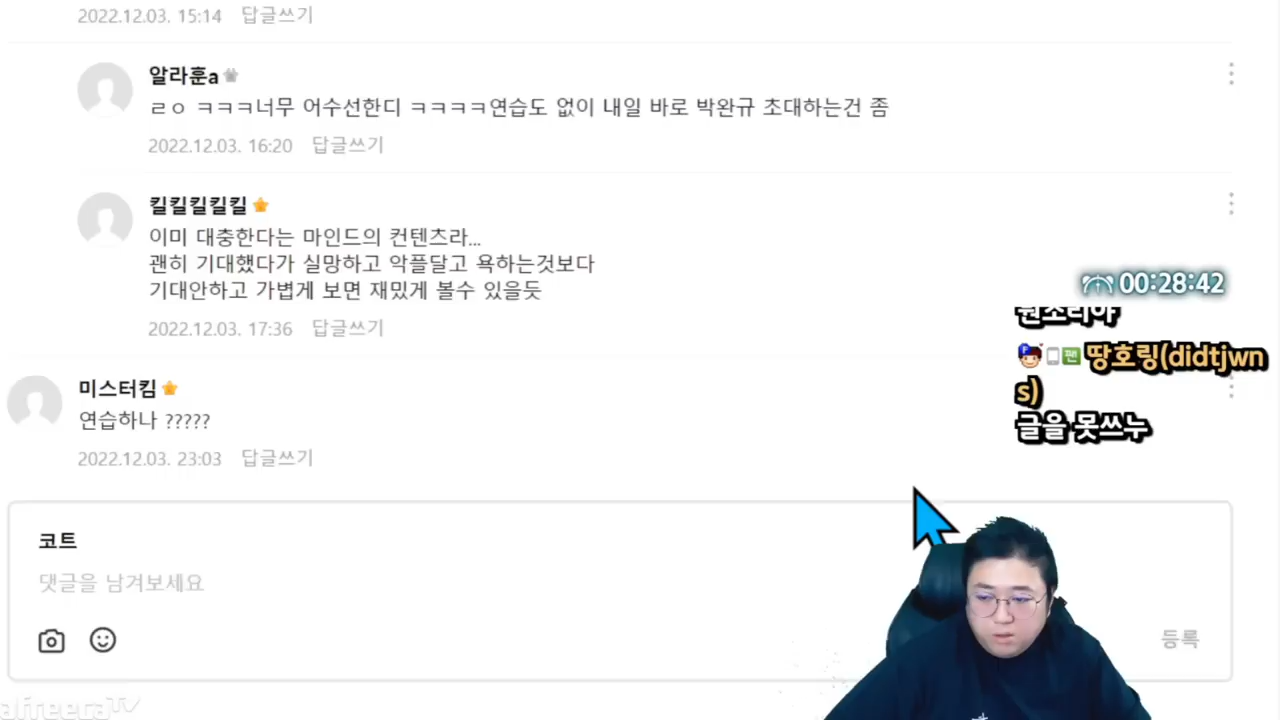 2022.12.03. 15:14 답글쓰기
알라훈a
ㄹㅇ ㅋㅋㅋ너무 어수선한디 ㅋㅋㅋㅋ연습도 없이 내일 바로 박완규 초대하는건 좀
2022.12.03. 16:20 답글쓰기
킬킬킬킬킬
이미 대충한다는 마인드의 컨텐츠라...
괜히 기대했다가 실망하고 악플달고 욕하는것보다
기대안하고 가볍게 보면 재밌게 볼수 있을듯
2022.12.03. 17:36 답글쓰기
00:28:42
팬 땅호링(didtjwn
s)
글을 못쓰누
미스터킴
연습하나 ?????
2022.12.03. 23:03 답글쓰기
코트
댓글을 남겨보세요
등록
afreecaTV